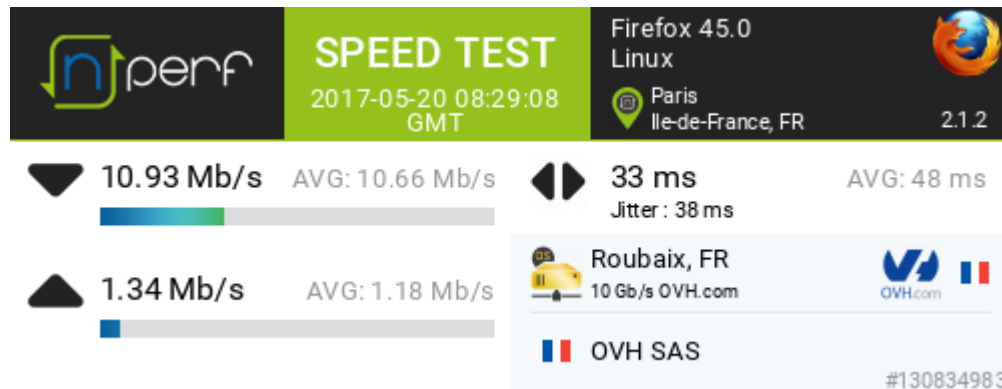 nperf
SPEED TEST
2017-05-20 08:29:08
GMT
Firefox 45.0
Linux
Paris
Ile-de-France, FR
2.1.2
10.93 Mb/s AVG: 10.66 Mb/s
33 ms AVG: 48 ms
Jitter : 38 ms
1.34 Mb/s AVG: 1.18 Mb/s
Roubaix, FR
10 Gb/s OVH.com
OVH.com
OVH SAS
#130834983